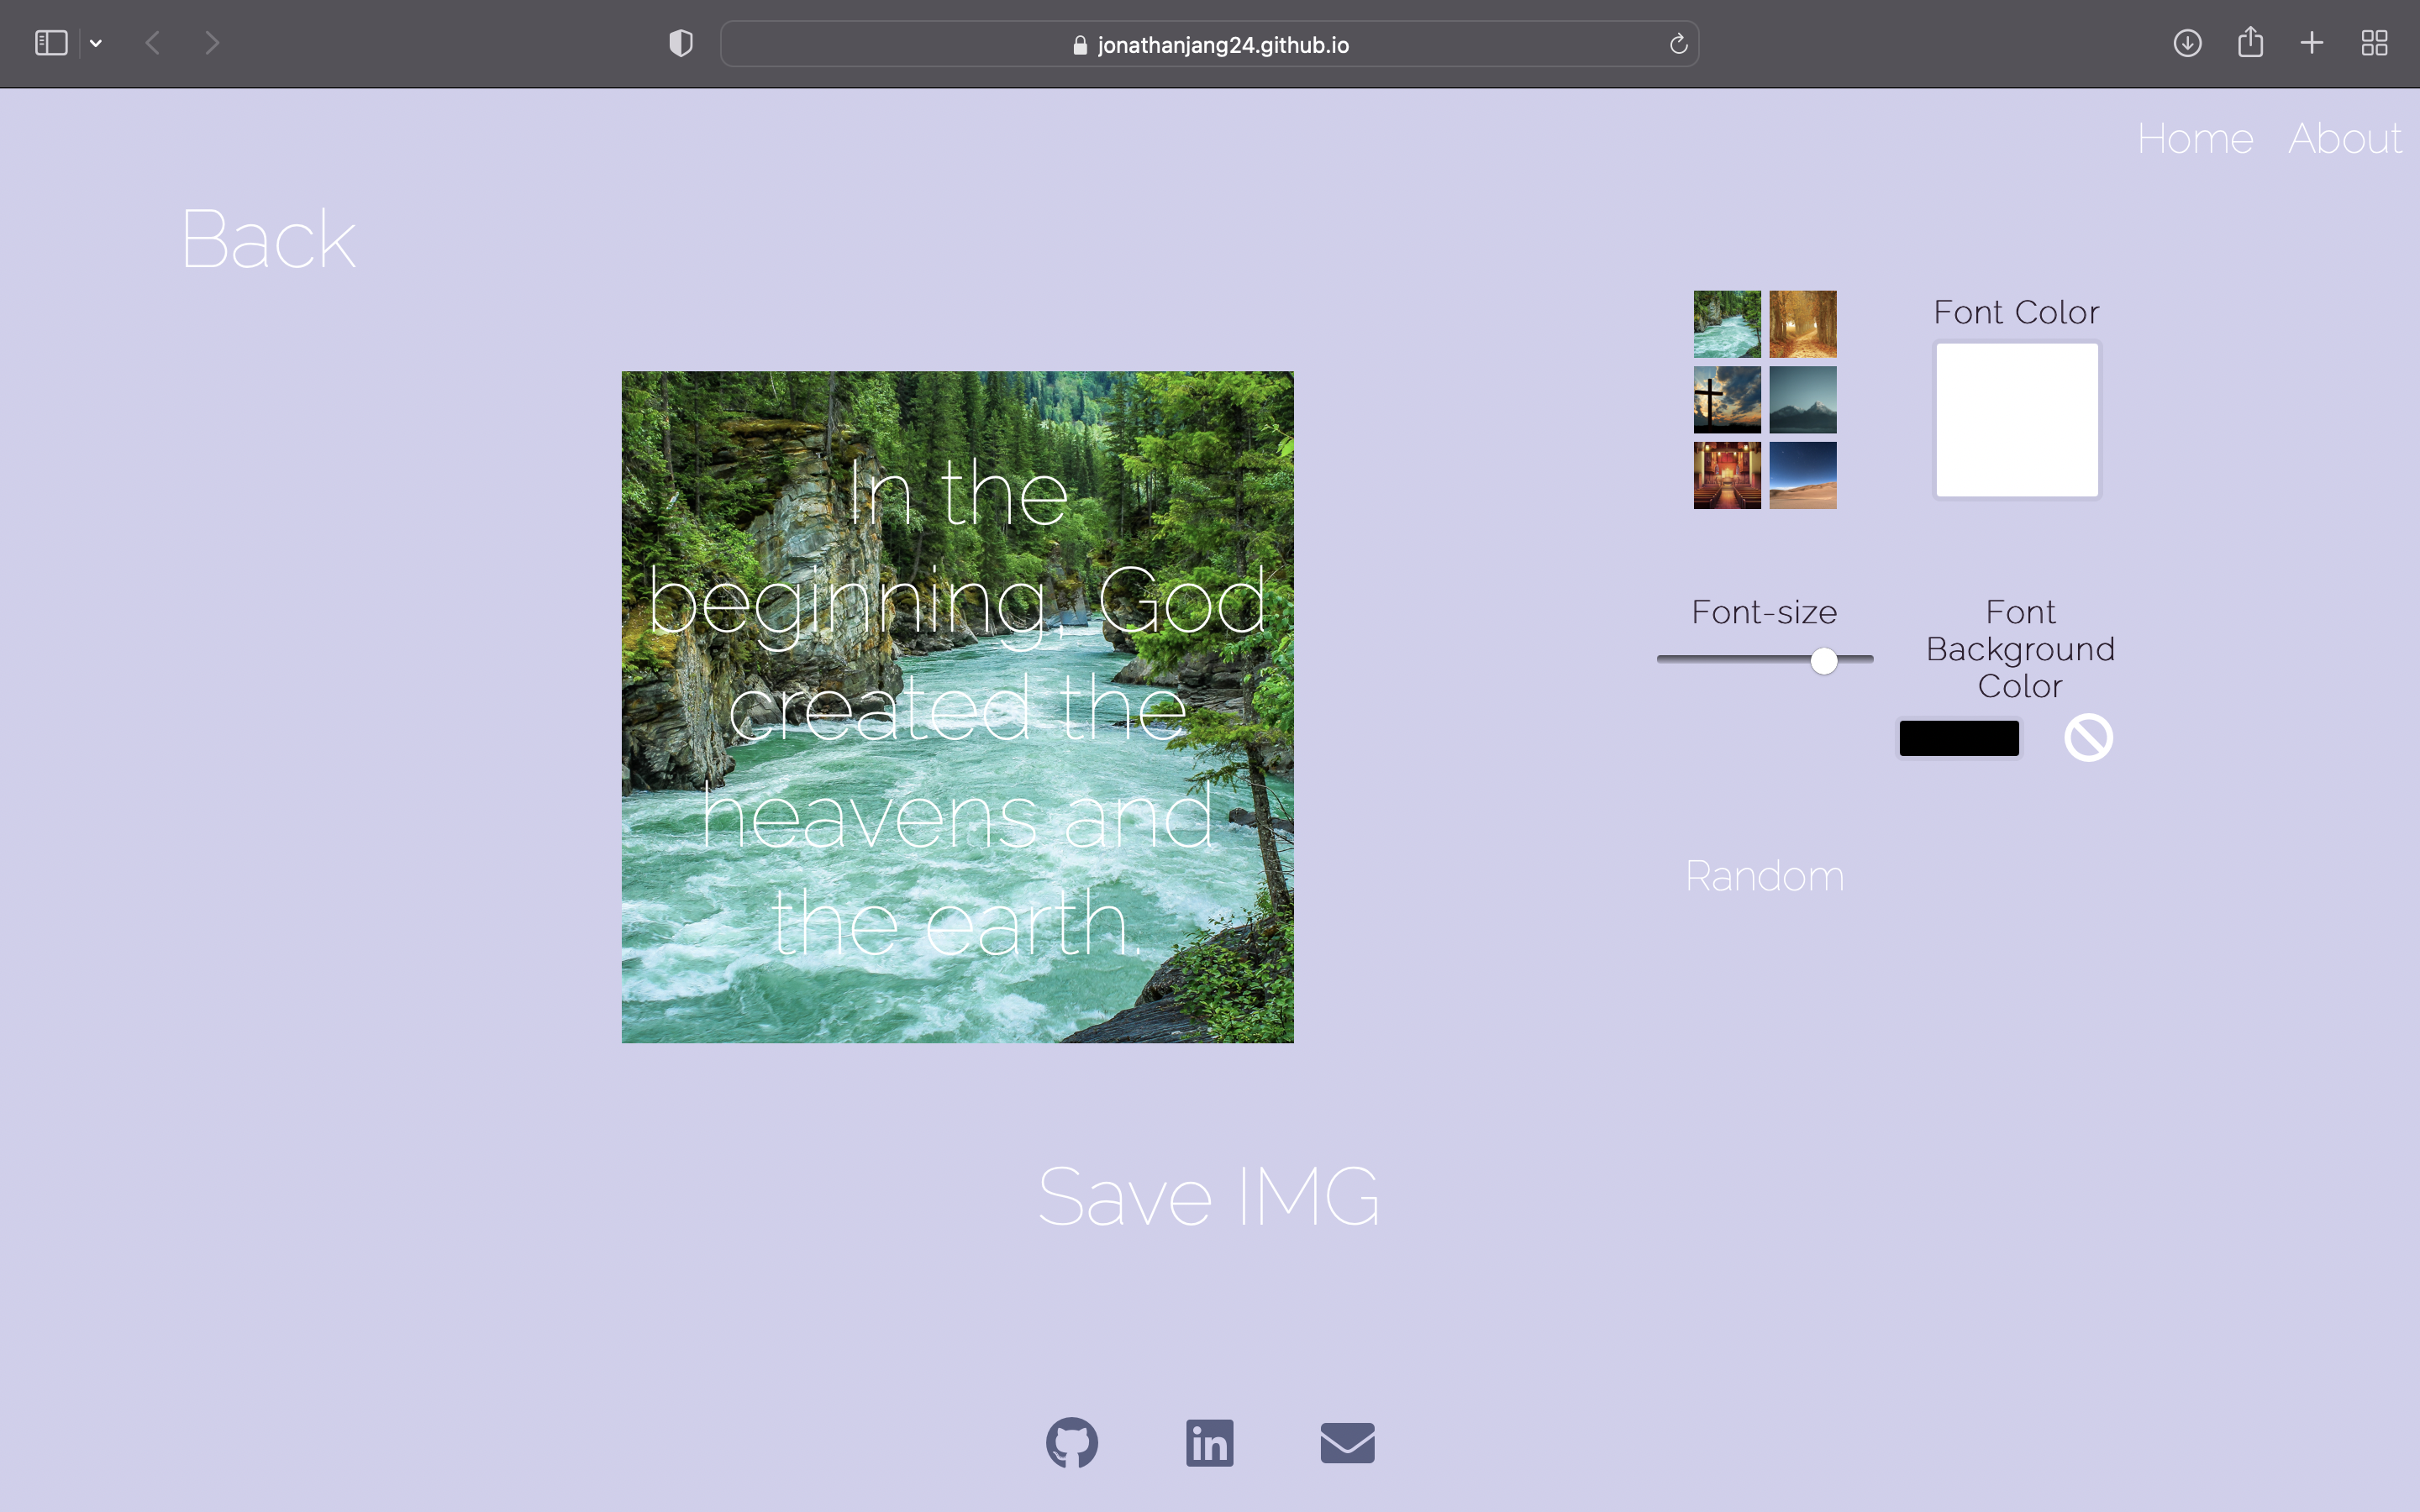 jonathanjang24.github.io
Home About
Back
In the
beginning, God
created the
heavens and
the earth.
Font Color
Font-size
Font
Background
Color
Random
Save IMG
in